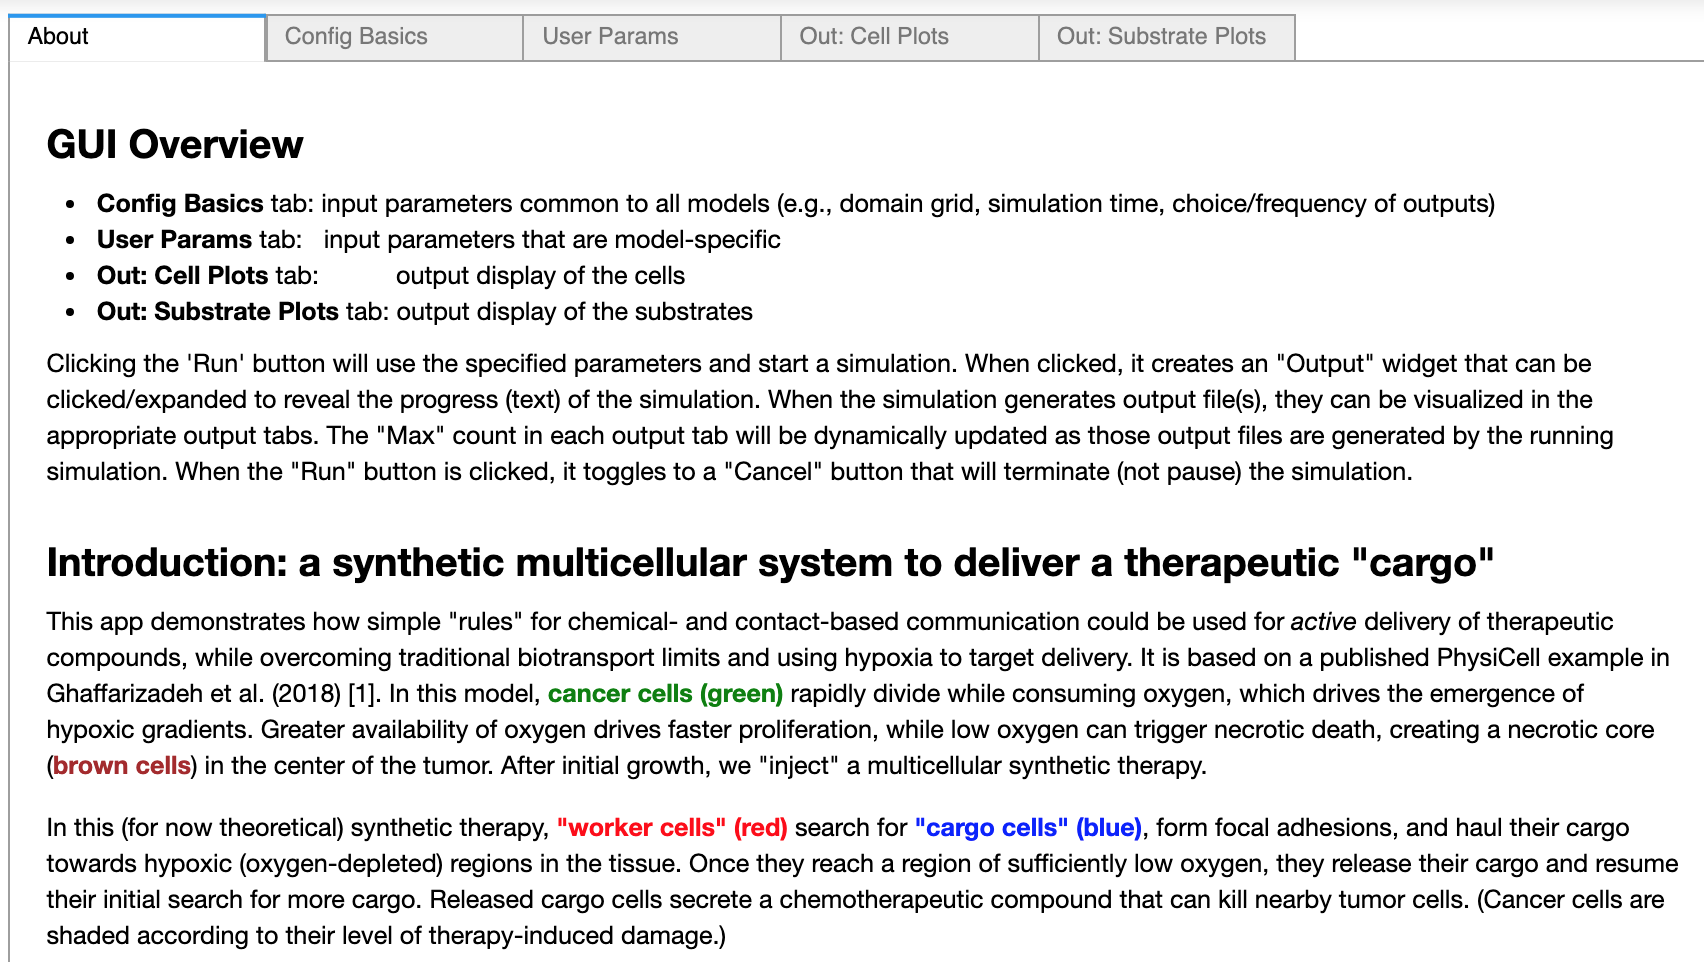 About
Config Basics
User Params
Out: Cell Plots
Out: Substrate Plots
GUI Overview
• Config Basics tab: input parameters common to all models (e.g., domain grid, simulation time, choice/frequency of outputs)
• User Params tab: input parameters that are model-specific
• Out: Cell Plots tab: output display of the cells
• Out: Substrate Plots tab: output display of the substrates
Clicking the 'Run' button will use the specified parameters and start a simulation. When clicked, it creates an "Output" widget that can be
clicked/expanded to reveal the progress (text) of the simulation. When the simulation generates output file(s), they can be visualized in the
appropriate output tabs. The "Max" count in each output tab will be dynamically updated as those output files are generated by the running
simulation. When the "Run" button is clicked, it toggles to a "Cancel" button that will terminate (not pause) the simulation.
Introduction: a synthetic multicellular system to deliver a therapeutic "cargo"
This app demonstrates how simple "rules" for chemical- and contact-based communication could be used for active delivery of therapeutic
compounds, while overcoming traditional biotransport limits and using hypoxia to target delivery. It is based on a published PhysiCell example in
Ghaffarizadeh et al. (2018) [1]. In this model, cancer cells (green) rapidly divide while consuming oxygen, which drives the emergence of
hypoxic gradients. Greater availability of oxygen drives faster proliferation, while low oxygen can trigger necrotic death, creating a necrotic core
(brown cells) in the center of the tumor. After initial growth, we "inject" a multicellular synthetic therapy.
In this (for now theoretical) synthetic therapy, "worker cells" (red) search for "cargo cells" (blue), form focal adhesions, and haul their cargo
towards hypoxic (oxygen-depleted) regions in the tissue. Once they reach a region of sufficiently low oxygen, they release their cargo and resume
their initial search for more cargo. Released cargo cells secrete a chemotherapeutic compound that can kill nearby tumor cells. (Cancer cells are
shaded according to their level of therapy-induced damage.)